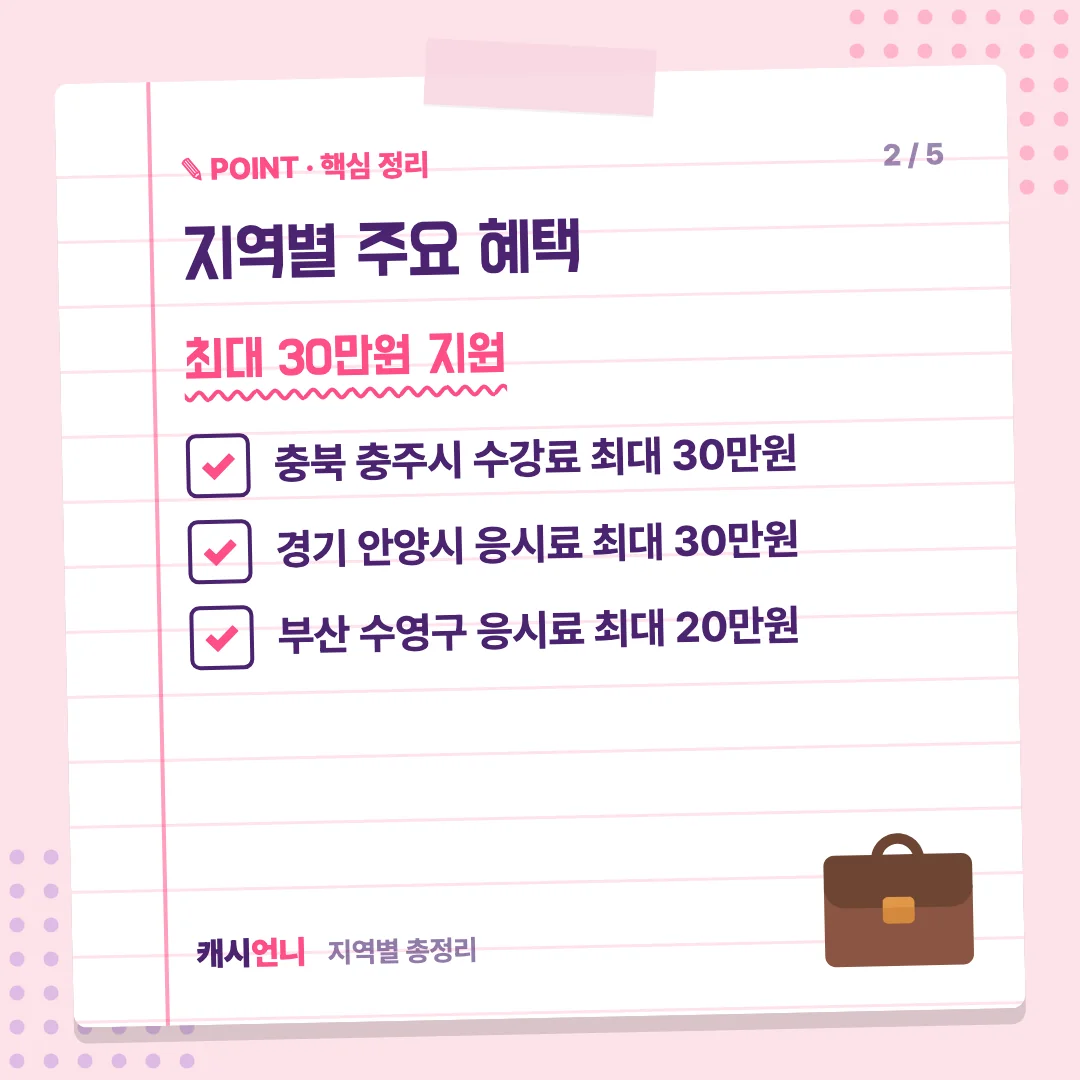 ✎ POINT · 핵심 정리
2 / 5
지역별 주요 혜택
최대 30만원 지원
충북 충주시 수강료 최대 30만원
경기 안양시 응시료 최대 30만원
부산 수영구 응시료 최대 20만원
캐시언니 지역별 총정리